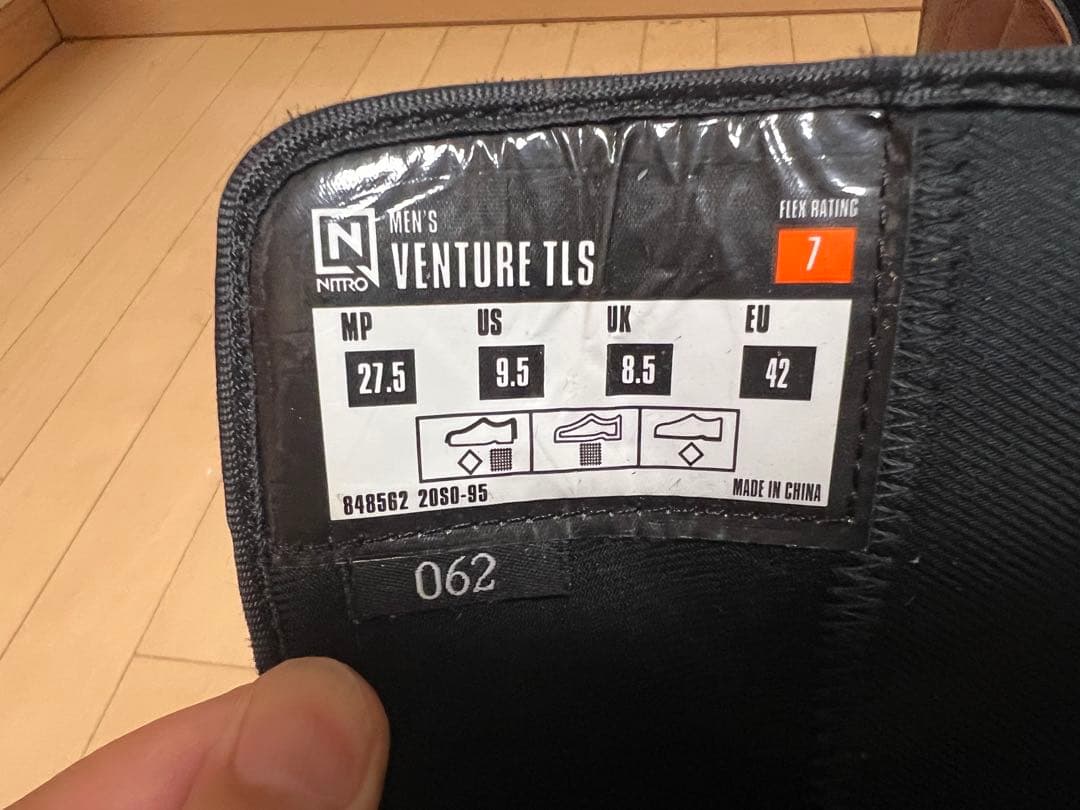 N
NITRO
MEN'S
VENTURE TLS
FLEX RATING
7
MP US UK EU
27.5 9.5 8.5 42
848562 20S0-95
MADE IN CHINA
062